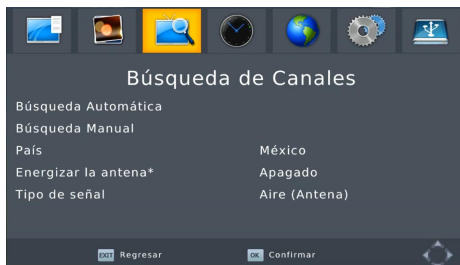 Búsqueda de Canales
Búsqueda Automática
Búsqueda Manual
País México
Energizar la antena* Apagado
Tipo de señal Aire (Antena)
EXIT Regresar OK Confirmar